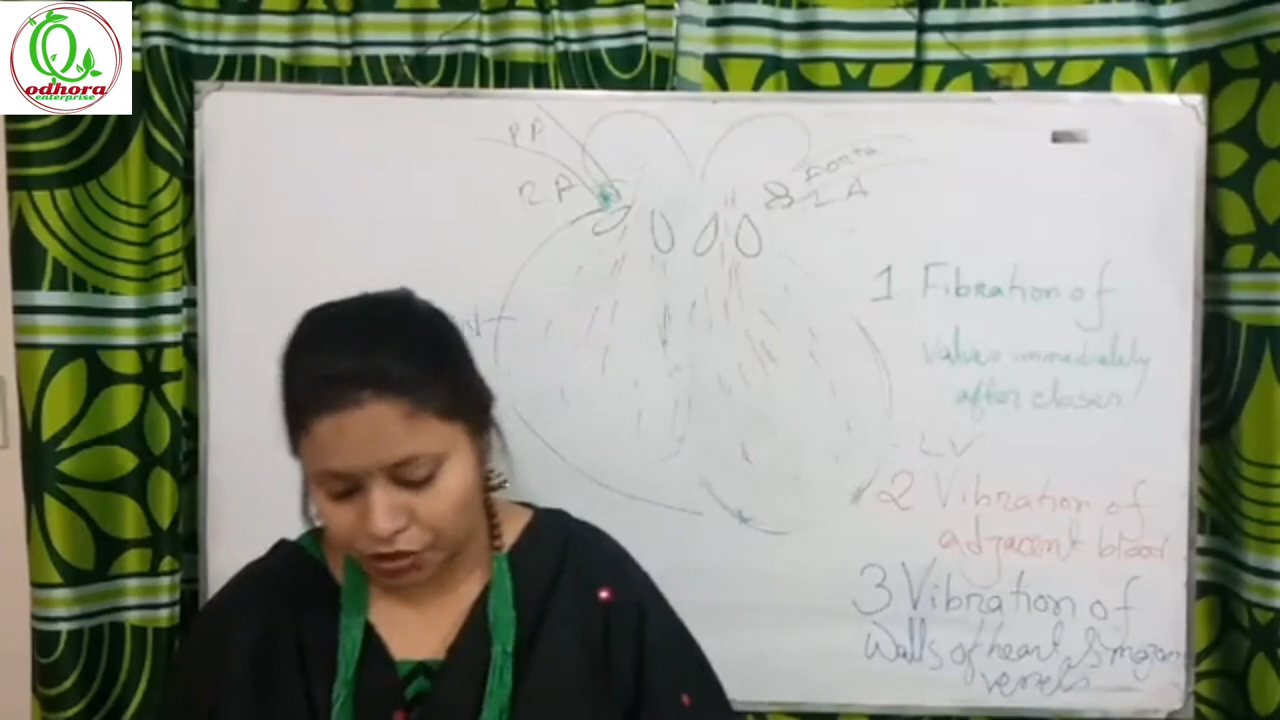 odhora
enterprise
PA
RA
Aorta
LA
1 Fibration of
Valves immediately
after closer
LV
2 Vibration of
adjacent blood
3 Vibration of
Walls of heart &
vessels